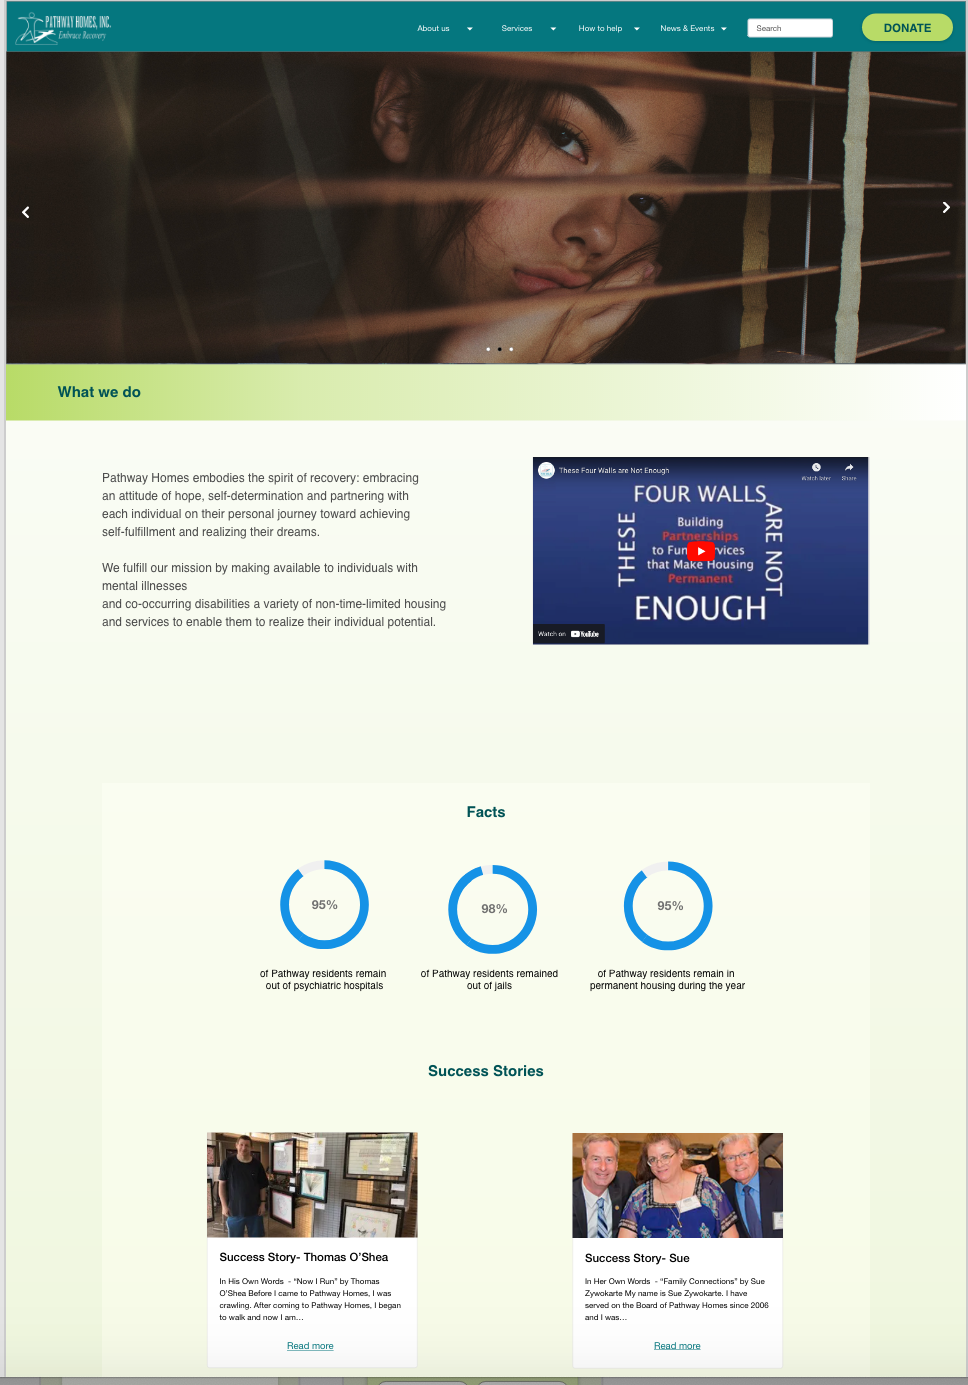 PATHWAY HOMES, INC.
Embrace Recovery
About us
Services
How to help
News & Events
Search
DONATE
What we do
Pathway Homes embodies the spirit of recovery: embracing
an attitude of hope, self-determination and partnering with
each individual on their personal journey toward achieving
self-fulfillment and realizing their dreams.
We fulfill our mission by making available to individuals with
mental illnesses
and co-occurring disabilities a variety of non-time-limited housing
and services to enable them to realize their individual potential.
These Four Walls are Not Enough
Watch later
Share
THESE
FOUR WALLS
ARE NOT
Building
Partnerships
to Fund Services
that Make Housing
Permanent
ENOUGH
Watch on YouTube
Facts
95%
98%
95%
of Pathway residents remain
out of psychiatric hospitals
of Pathway residents remained
out of jails
of Pathway residents remain in
permanent housing during the year
Success Stories
Success Story- Thomas O'Shea
In His Own Words - “Now I Run” by Thomas
O'Shea Before I came to Pathway Homes, I was
crawling. After coming to Pathway Homes, I began
to walk and now I am…
Read more
Success Story- Sue
In Her Own Words - “Family Connections” by Sue
Zywokarte My name is Sue Zywokarte. I have
served on the Board of Pathway Homes since 2006
and I was…
Read more